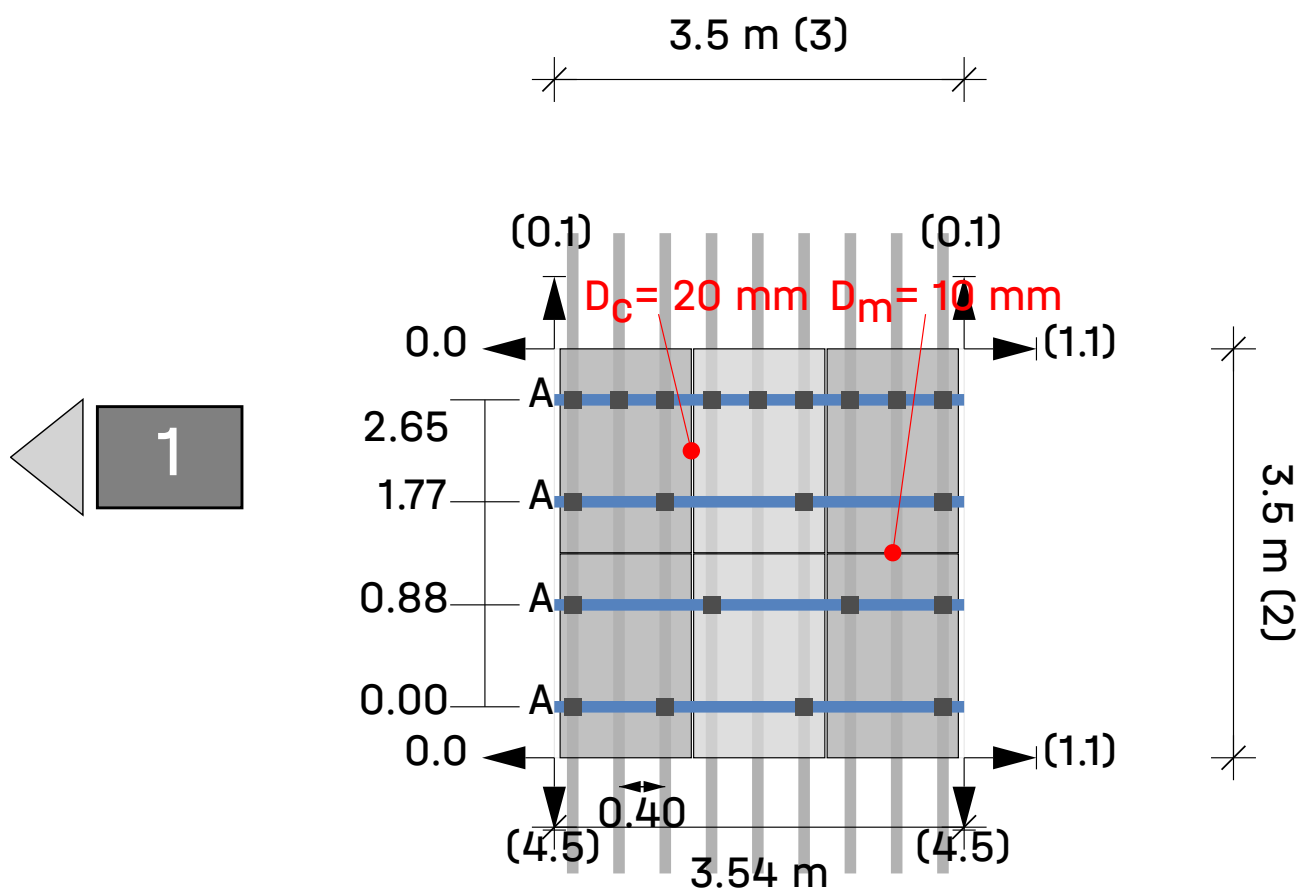 3.5 m (3)
(0.1) (0.1)
Dc= 20 mm Dm= 10 mm
0.0 (1.1)
A
2.65
1
1.77 A
3.5 m (2)
0.88 A
0.00 A
0.0 (1.1)
0.40
(4.5) (4.5)
3.54 m